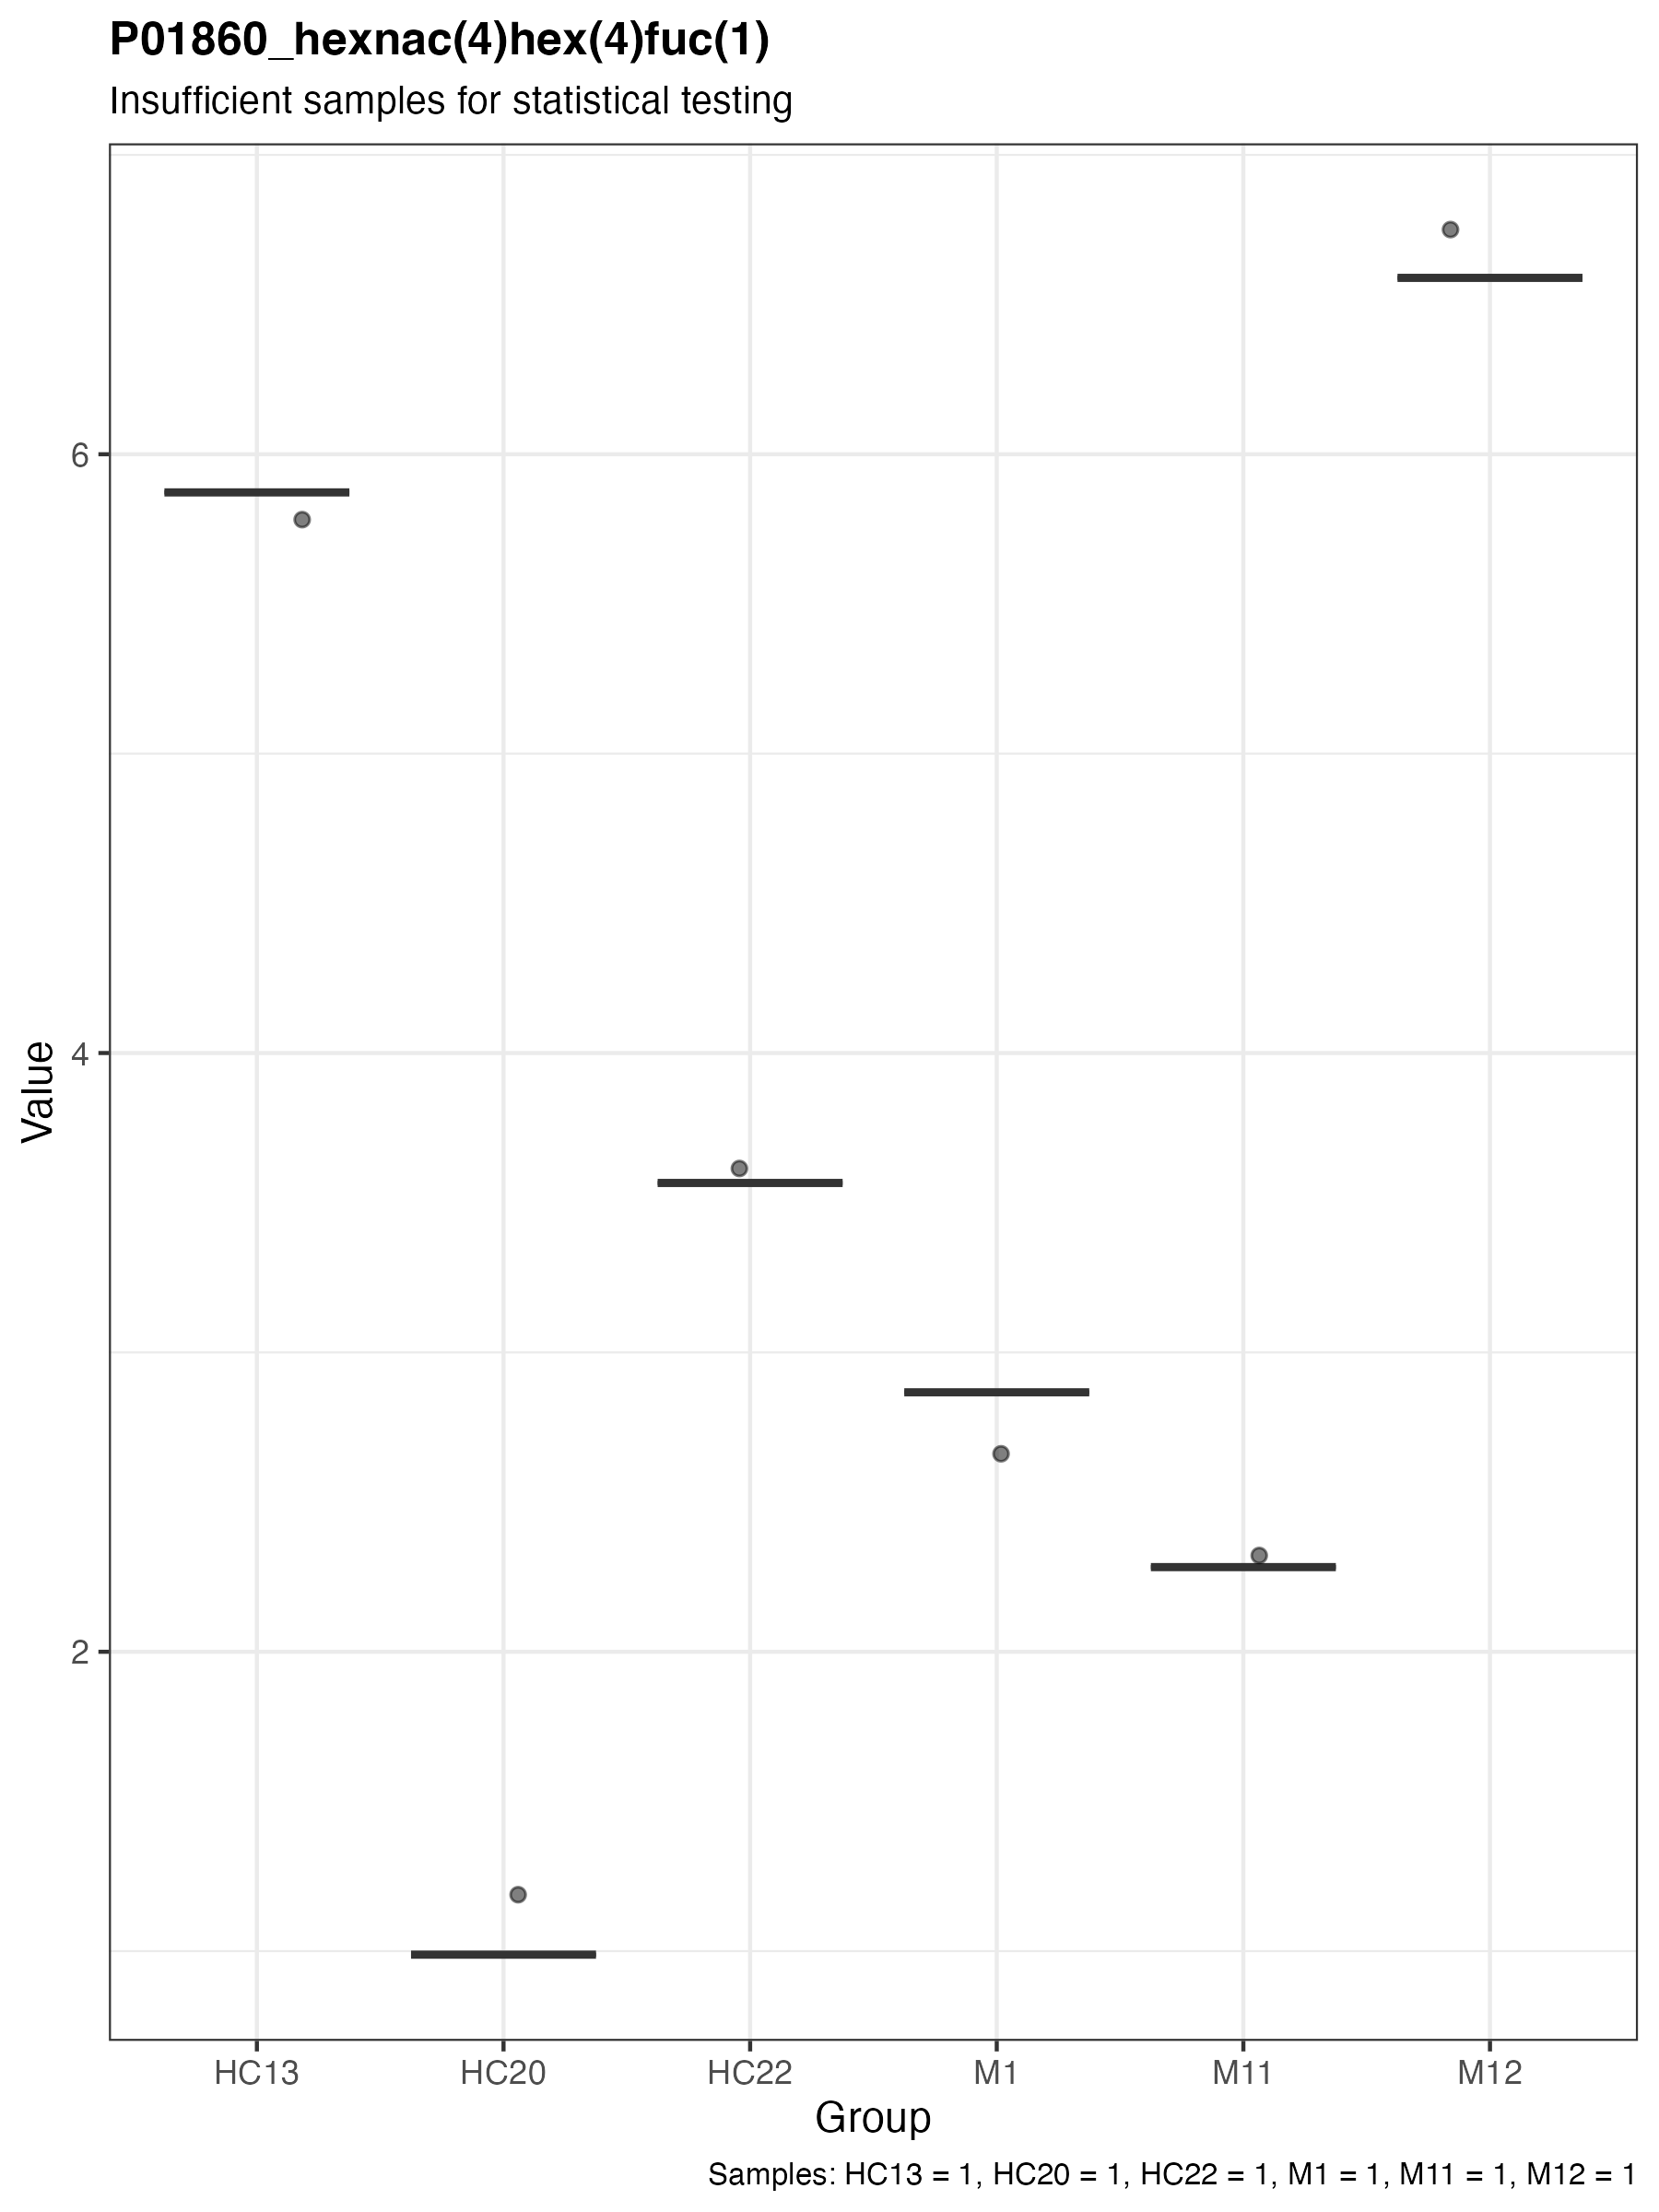 P01860_hexnac(4)hex(4)fuc(1)
Insufficient samples for statistical testing
6
4
2
Value
HC13 HC20 HC22 M1 M11 M12
Group
Samples: HC13 = 1, HC20 = 1, HC22 = 1, M1 = 1, M11 = 1, M12 = 1